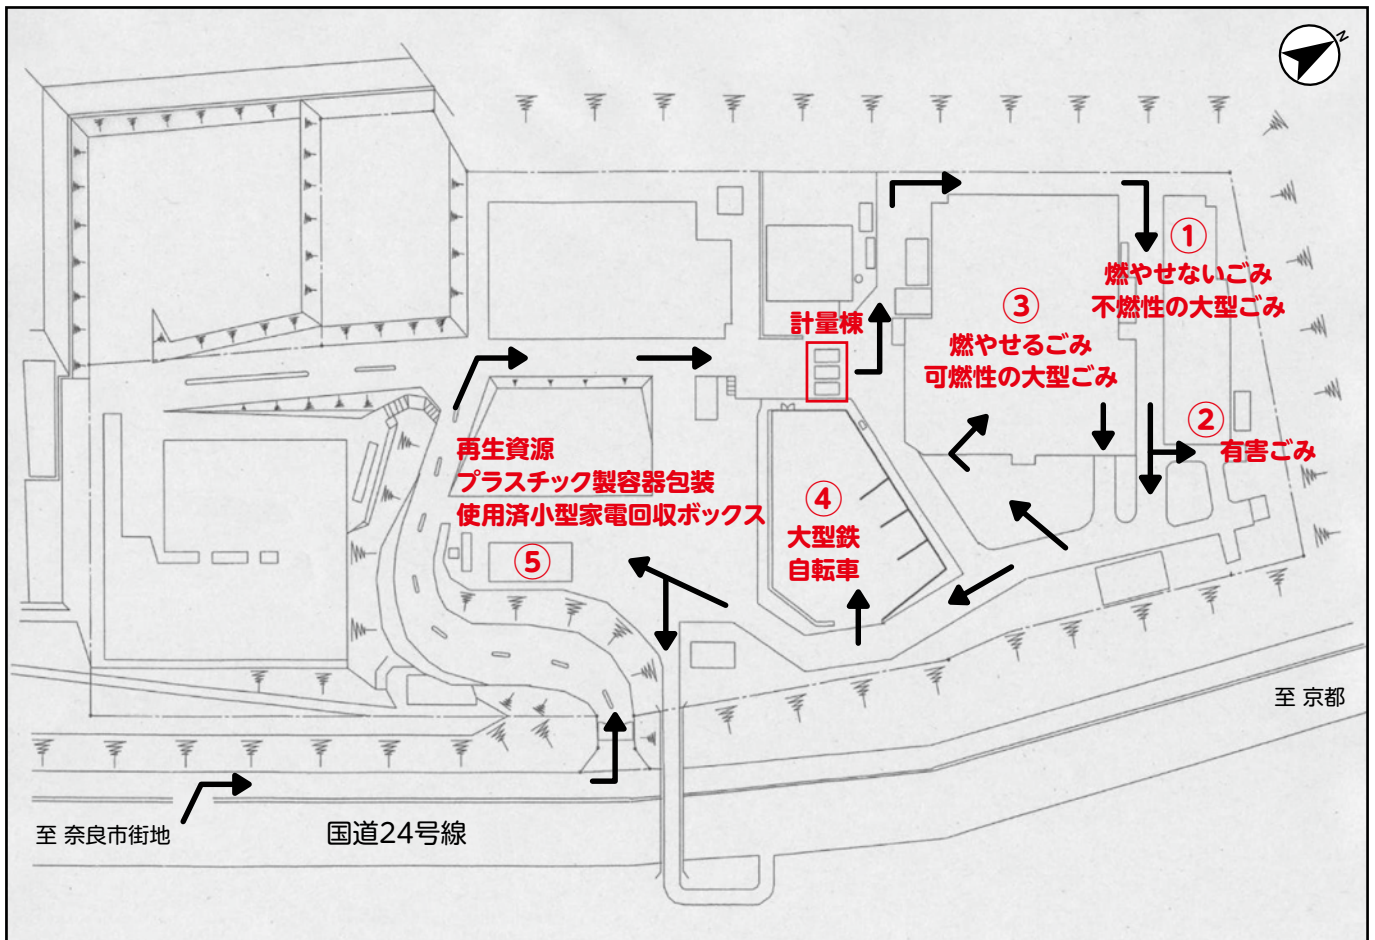 N
①
燃やせないごみ
不燃性の大型ごみ
③
燃やせるごみ
可燃性の大型ごみ
計量棟
②
有害ごみ
再生資源
プラスチック製容器包装
使用済小型家電回収ボックス
⑤
④
大型鉄
自転車
至 京都
至 奈良市街地
国道24号線